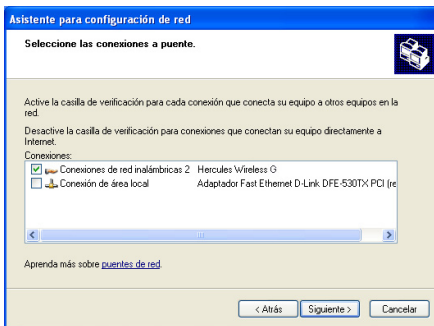 Asistente para configuración de red
Seleccione las conexiones a puente.
Active la casilla de verificación para cada conexión que conecta su equipo a otros equipos en la
red.
Desactive la casilla de verificación para conexiones que conectan su equipo directamente a
Internet.
Conexiones:
Conexiones de red inalámbricas 2 Hercules Wireless G
Conexión de área local Adaptador Fast Ethernet D-Link DFE-530TX PCI (re
Aprenda más sobre puentes de red.
< Atrás Siguiente > Cancelar